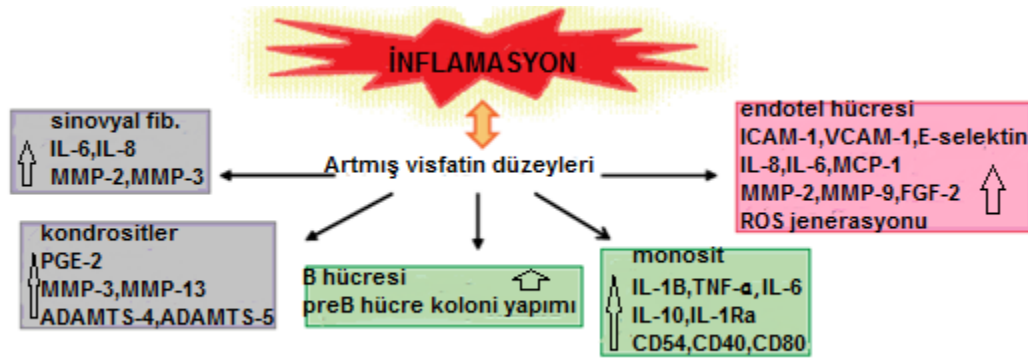 İNFLAMASYON
Artmış visfatin düzeyleri
sinovyal fib.
IL-6,IL-8
MMP-2,MMP-3
endotel hücresi
ICAM-1,VCAM-1,E-selektin
IL-8,IL-6,MCP-1
MMP-2,MMP-9,FGF-2
ROS jenerasyonu
kondrositler
PGE-2
MMP-3,MMP-13
ADAMTS-4,ADAMTS-5
B hücresi
preB hücre koloni yapımı
monosit
IL-1B,TNF-α,IL-6
IL-10,IL-1Ra
CD54,CD40,CD80